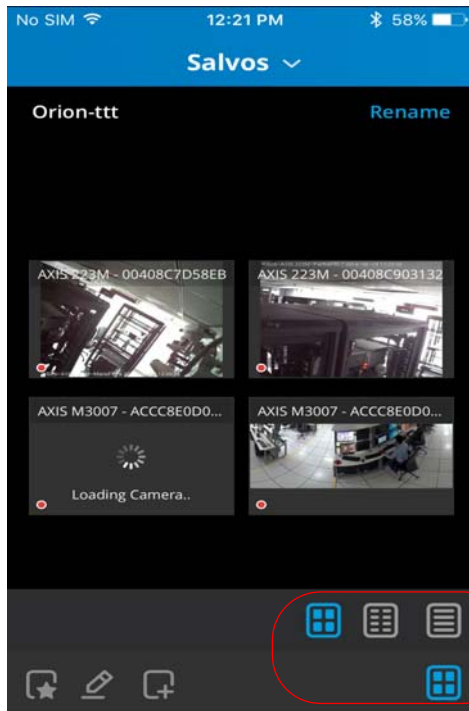 No SIM 12:21 PM 58%
Salvos
Orion-ttt Rename
AXIS 223M - 00408C7D58EB AXIS 223M - 00408C903132
AXIS M3007 - ACCC8E0D0... AXIS M3007 - ACCC8E0D0...
Loading Camera..